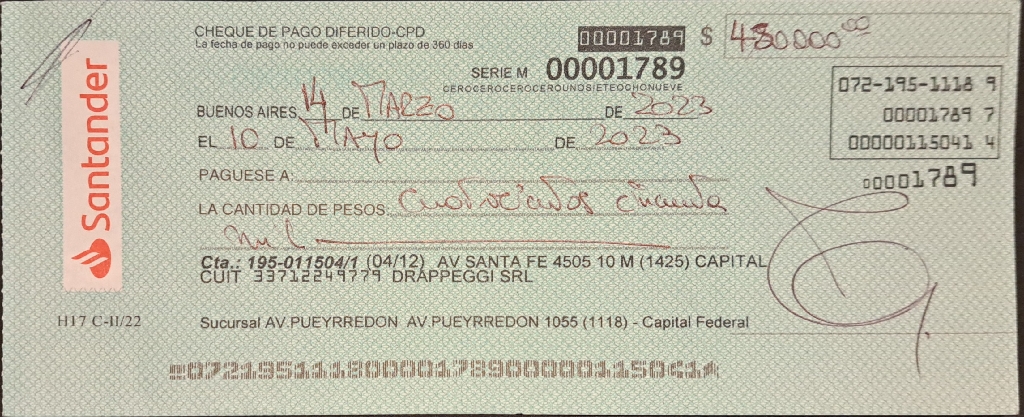 CHEQUE DE PAGO DIFERIDO-CPD
La fecha de pago no puede exceder un plazo de 360 días
00001789 $ 480000 00
SERIE M 00001789
CEROCEROCEROCEROUNOSIETEOCHONUEVE
072-195-1118 9
00001789 7
00000115041 4
00001789
Santander
BUENOS AIRES, 14 DE MARZO DE 2023
EL 10 DE MAYO DE 2023
PAGUESE A:
LA CANTIDAD DE PESOS: Cuatrocientos
mil
Cta.: 195-011504/1 (04/12) AV SANTA FE 4505 10 M (1425) CAPITAL
CUIT 33712249779 DRAPPEGGI SRL
H17 C-II/22
Sucursal AV.PUEYRREDON AV.PUEYRREDON 1055 (1118) - Capital Federal